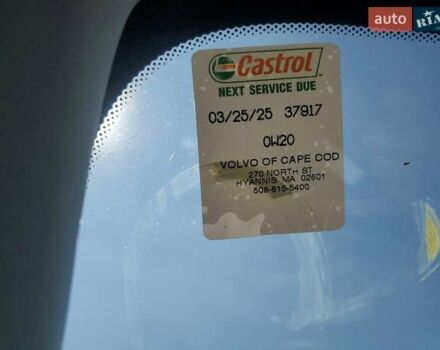 auto RIA
Castrol
NEXT SERVICE DUE
03/25/25 37917
0W20
VOLVO OF CAPE COD
270 NORTH ST
HYANNIS MA 02601
508-815-5400